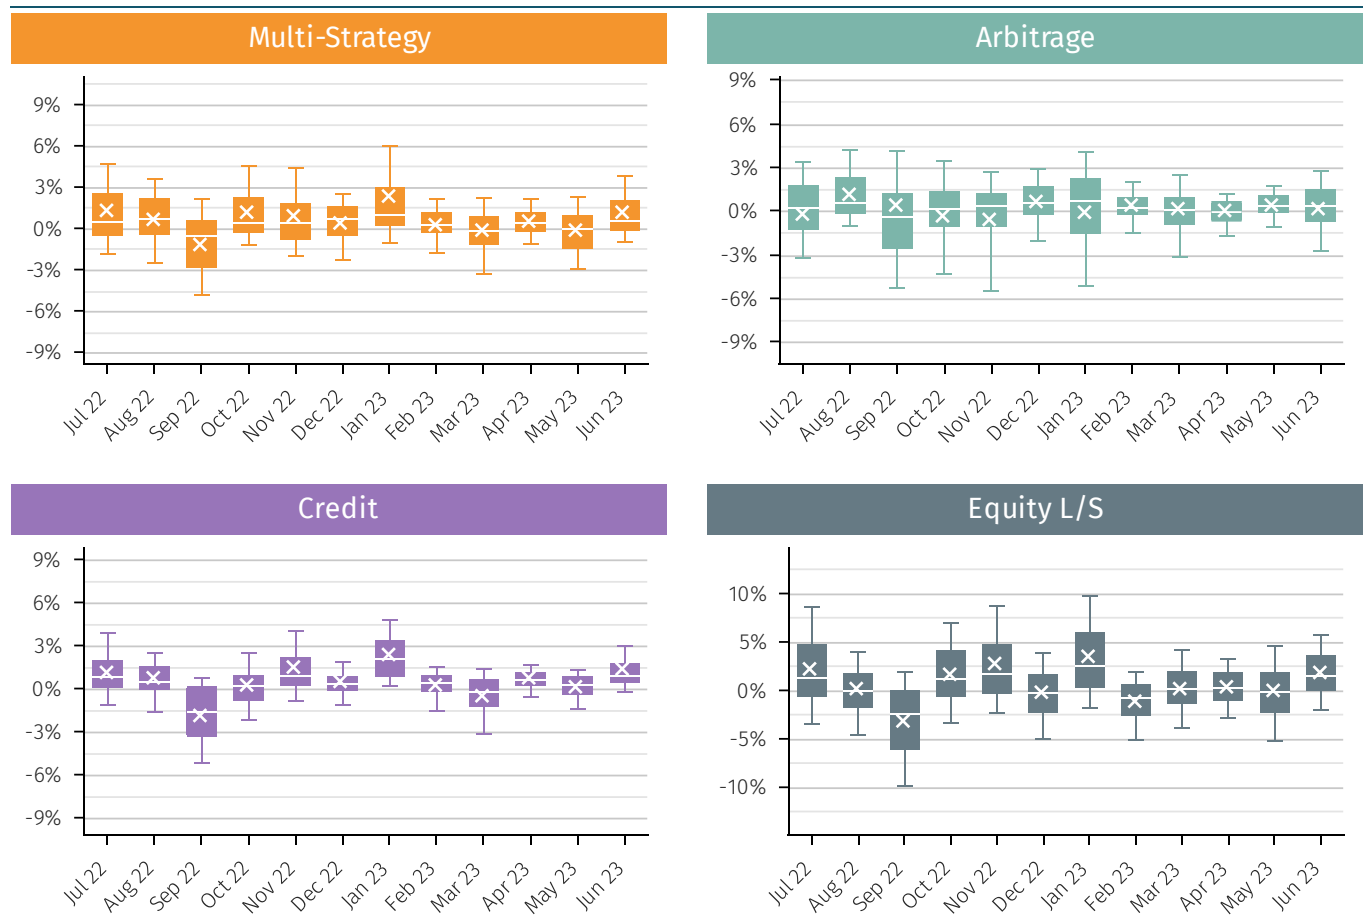 Multi-Strategy
9%
6%
3%
0%
-3%
-6%
-9%
Jul 22
Aug 22
Sep 22
Oct 22
Nov 22
Dec 22
Jan 23
Feb 23
Mar 23
Apr 23
May 23
Jun 23
Arbitrage
9%
6%
3%
0%
-3%
-6%
-9%
Jul 22
Aug 22
Sep 22
Oct 22
Nov 22
Dec 22
Jan 23
Feb 23
Mar 23
Apr 23
May 23
Jun 23
Credit
9%
6%
3%
0%
-3%
-6%
-9%
Jul 22
Aug 22
Sep 22
Oct 22
Nov 22
Dec 22
Jan 23
Feb 23
Mar 23
Apr 23
May 23
Jun 23
Equity L/S
10%
5%
0%
-5%
-10%
Jul 22
Aug 22
Sep 22
Oct 22
Nov 22
Dec 22
Jan 23
Feb 23
Mar 23
Apr 23
May 23
Jun 23